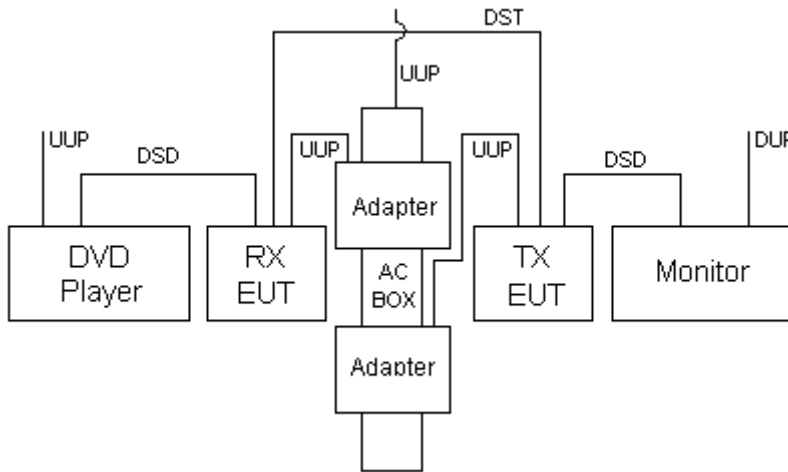 DST
UUP
UUP
DSD
UUP
UUP
DSD
DUP
Adapter
DVD
Player
RX
EUT
AC
BOX
TX
EUT
Monitor
Adapter